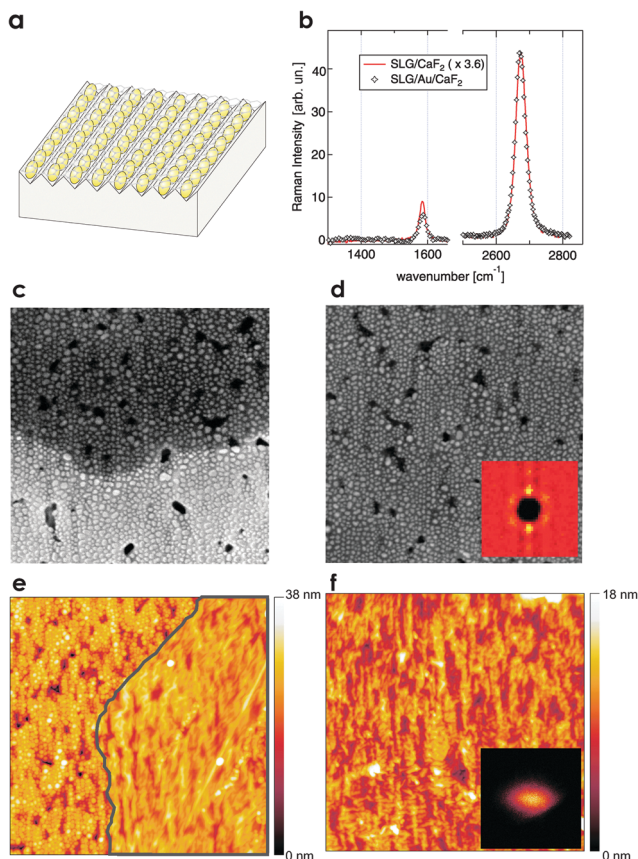 a
b
Raman Intensity [arb. un.]
40
30
20
10
0
SLG/CaF₂ ( x 3.6)
SLG/Au/CaF₂
1400
1600
2600
2800
wavenumber [cm⁻¹]
c
d
e
38 nm
0 nm
f
18 nm
0 nm